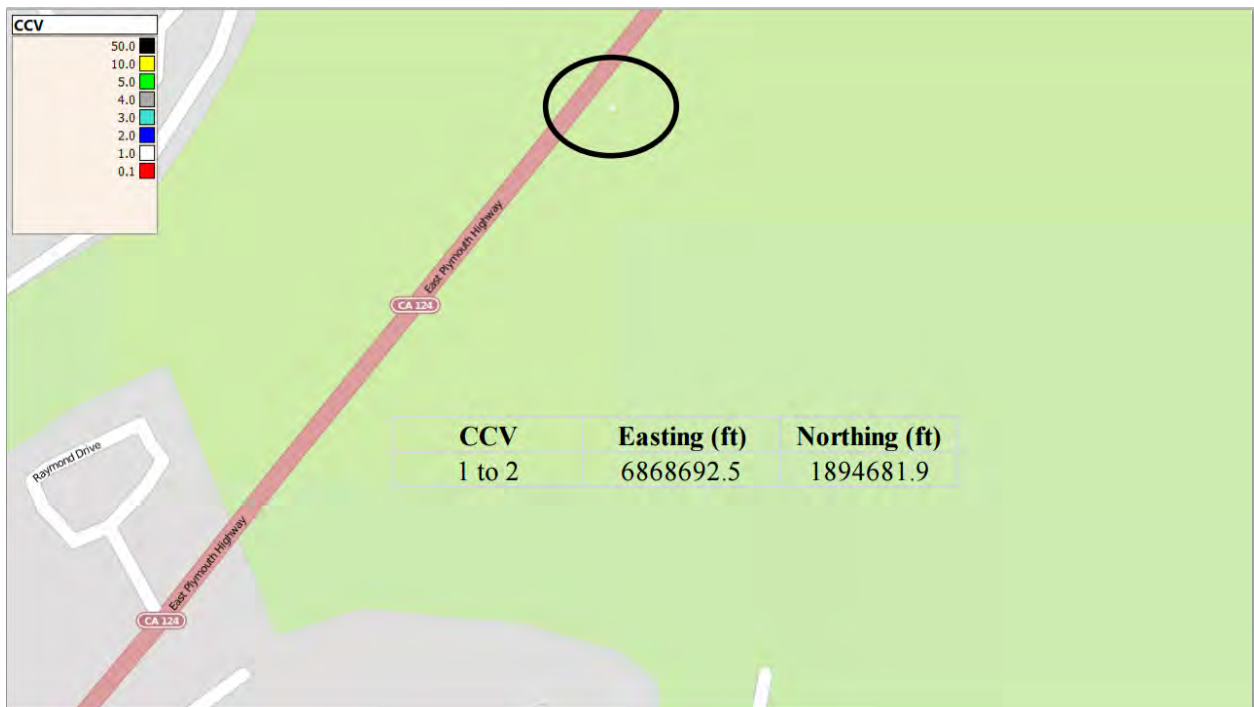 CCV
50.0
10.0
5.0
4.0
3.0
2.0
1.0
0.1
East Plymouth Highway
CA 124
CCV Easting (ft) Northing (ft)
1 to 2 6868692.5 1894681.9
Raymond Drive
East Plymouth Highway
CA 124